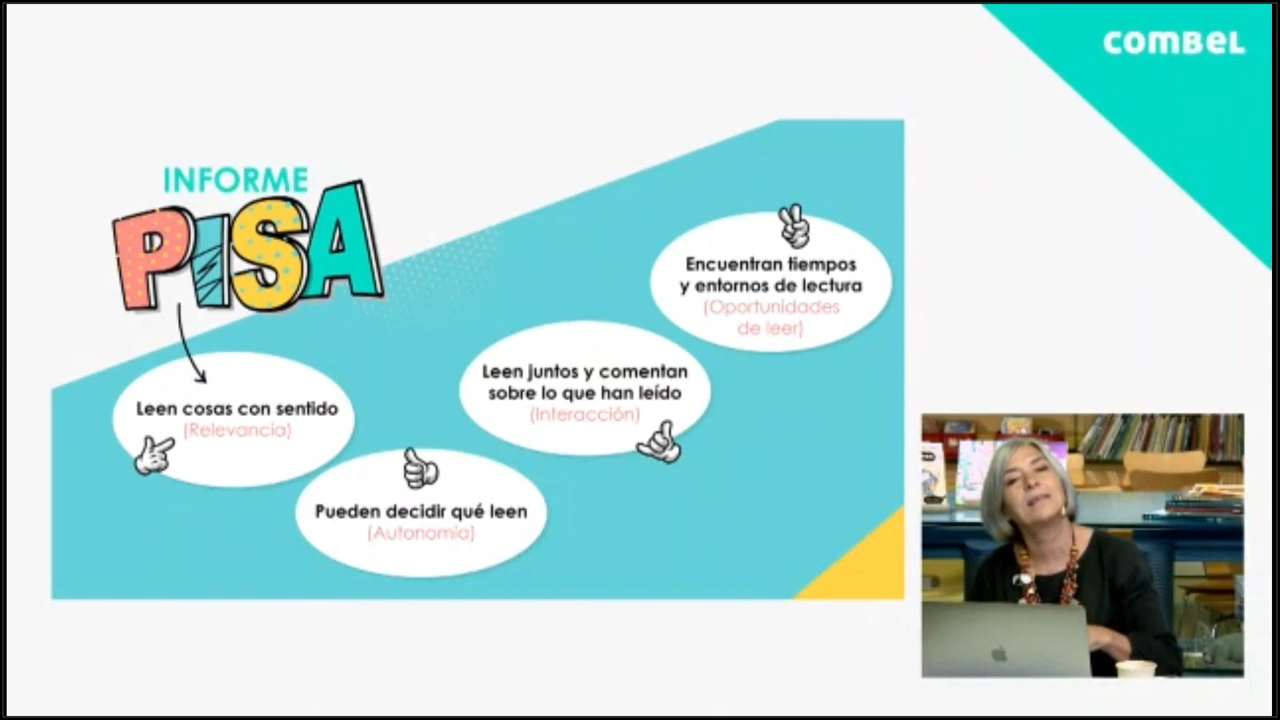 COMBEL
INFORME
PISA
Encuentran tiempos
y entornos de lectura
(Oportunidades
de leer)
Leen juntos y comentan
sobre lo que han leído
(Interacción)
Leen cosas con sentido
(Relevancia)
Pueden decidir qué leen
(Autonomía)